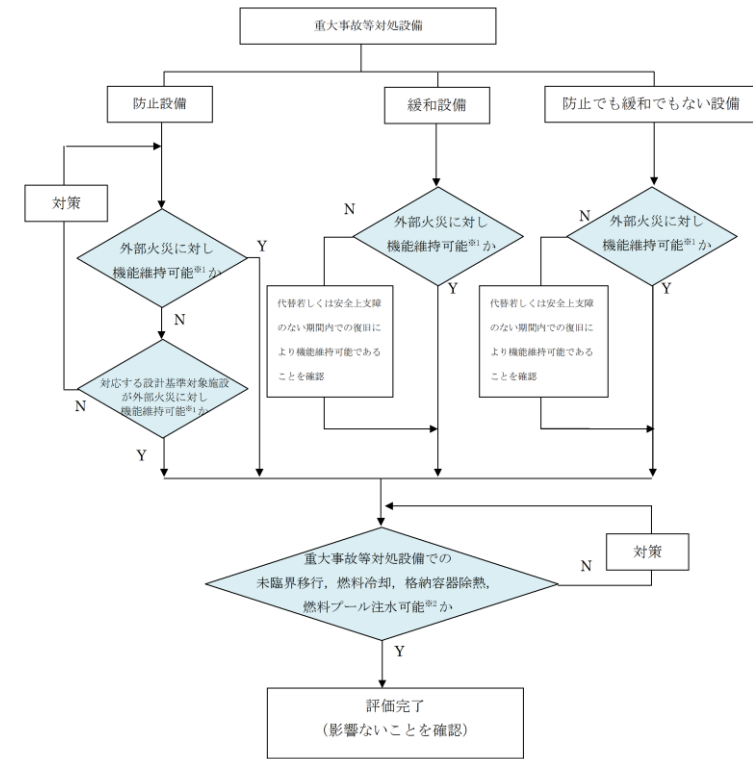 重大事故等対処設備
防止設備
緩和設備
防止でも緩和でもない設備
対策
外部火災に対し
機能維持可能※1か
Y
N
対応する設計基準対象施設
が外部火災に対し
機能維持可能※1か
N
Y
N
外部火災に対し
機能維持可能※1か
Y
代替若しくは安全上支障
のない期間内での復旧に
より機能維持可能である
ことを確認
N
外部火災に対し
機能維持可能※1か
Y
代替若しくは安全上支障
のない期間内での復旧に
より機能維持可能である
ことを確認
重大事故等対処設備での
未臨界移行，燃料冷却，格納容器除熱，
燃料プール注水可能※2か
N
対策
Y
評価完了
（影響ないことを確認）